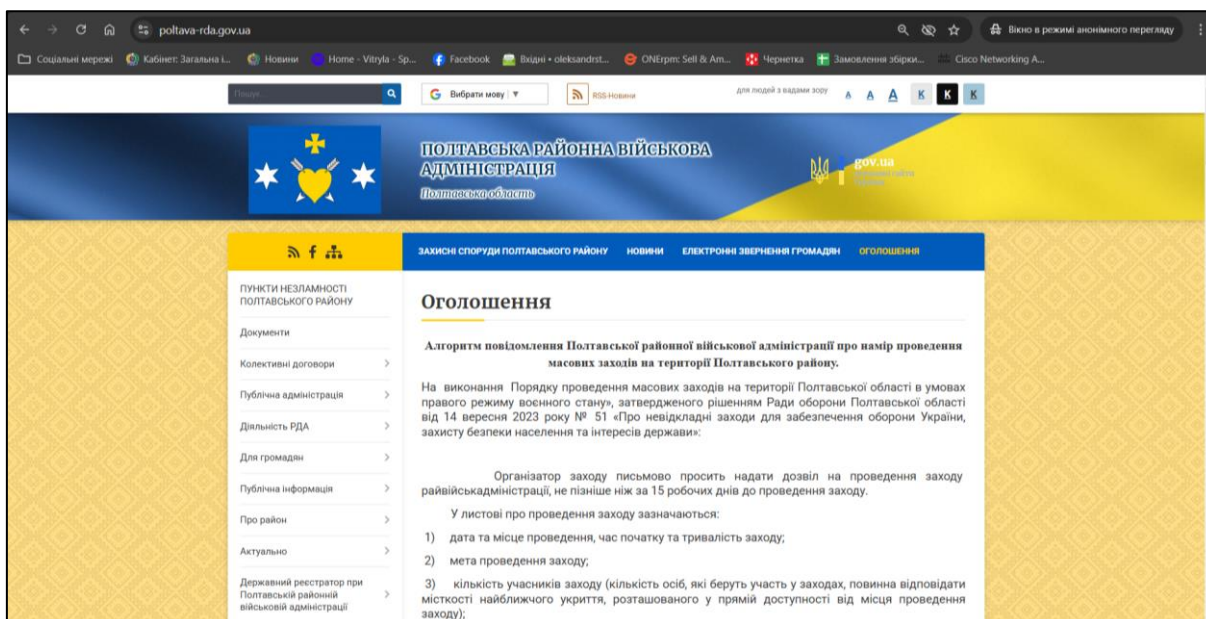 poltava-rda.gov.ua
Вікно в режимі анонімного перегляду
Соціальні мережі
Кабінет: Загальна і...
Новини
Home - Vitryla - Sp...
Facebook
Вхідні • oleksandrst...
ONErpm: Sell & Am...
Чернетка
Замовлення збірки...
Cisco Networking A...
Пошук...
Вибрати мову
RSS-Новини
для людей з вадами зору
А А А К К К
ПОЛТАВСЬКА РАЙОННА ВІЙСЬКОВА
АДМІНІСТРАЦІЯ
Полтавська область
gov.ua
ЗАХИСНІ СПОРУДИ ПОЛТАВСЬКОГО РАЙОНУ
НОВИНИ
ЕЛЕКТРОННІ ЗВЕРНЕННЯ ГРОМАДЯН
ОГОЛОШЕННЯ
ПУНКТИ НЕЗЛАМНОСТІ
ПОЛТАВСЬКОГО РАЙОНУ
Документи
Колективні договори
Публічна адміністрація
Діяльність РДА
Для громадян
Публічна інформація
Про район
Актуально
Державний реєстратор при
Полтавській районній
військовій адміністрації
Оголошення
Алгоритм повідомлення Полтавської районної військової адміністрації про намір проведення
масових заходів на території Полтавського району.
На виконання Порядку проведення масових заходів на території Полтавської області в умовах
правого режиму воєнного стану», затвердженого рішенням Ради оборони Полтавської області
від 14 вересня 2023 року № 51 «Про невідкладні заходи для забезпечення оборони України,
захисту безпеки населення та інтересів держави»:
Організатор заходу письмово просить надати дозвіл на проведення заходу
райвійськадміністрації, не пізніше ніж за 15 робочих днів до проведення заходу.
У листові про проведення заходу зазначаються:
1) дата та місце проведення, час початку та тривалість заходу;
2) мета проведення заходу;
3) кількість учасників заходу (кількість осіб, які беруть участь у заходах, повинна відповідати
місткості найближчого укриття, розташованого у прямій доступності від місця проведення
заходу);